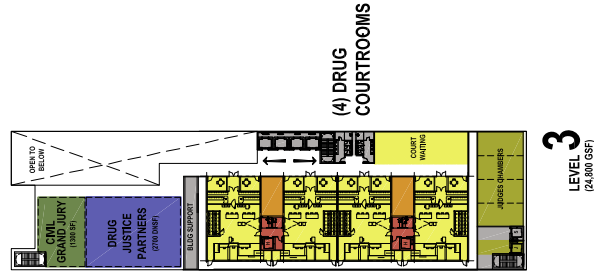 (4) DRUG
COURTROOMS
OPEN TO
BELOW
CIVIL
GRAND JURY
(1300 SF)
DRUG
JUSTICE
PARTNERS
(2700 DNSF)
BLDG SUPPORT
COURT
WAITING
JUDGES CHAMBERS
LEVEL 3
(24,800 GSF)